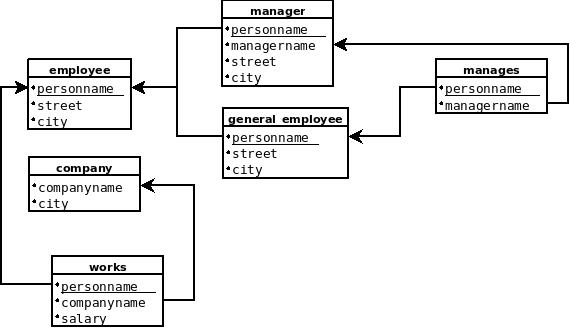 manager
personname
managername
street
city
employee
personname
street
city
manages
personname
managername
general employee
personname
street
city
company
companyname
city
works
personname
companyname
salary